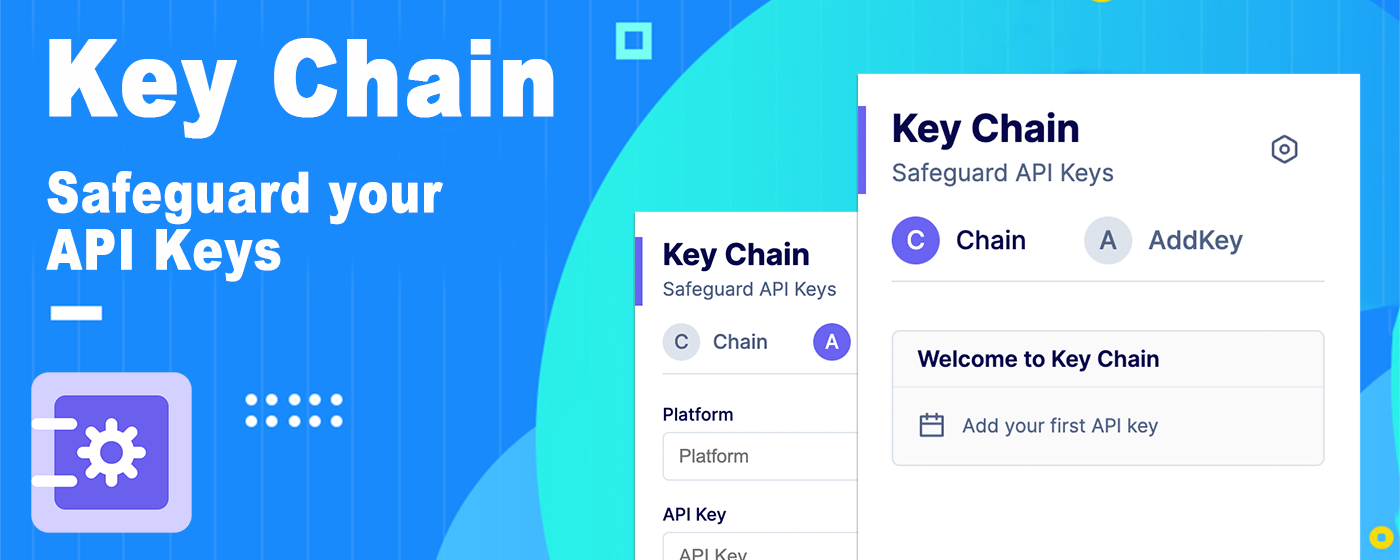 Key Chain
Safeguard your
API Keys
Key Chain
Safeguard API Keys
C Chain A
Platform
Platform
API Key
API Key
Key Chain
Safeguard API Keys
C Chain A AddKey
Welcome to Key Chain
Add your first API key